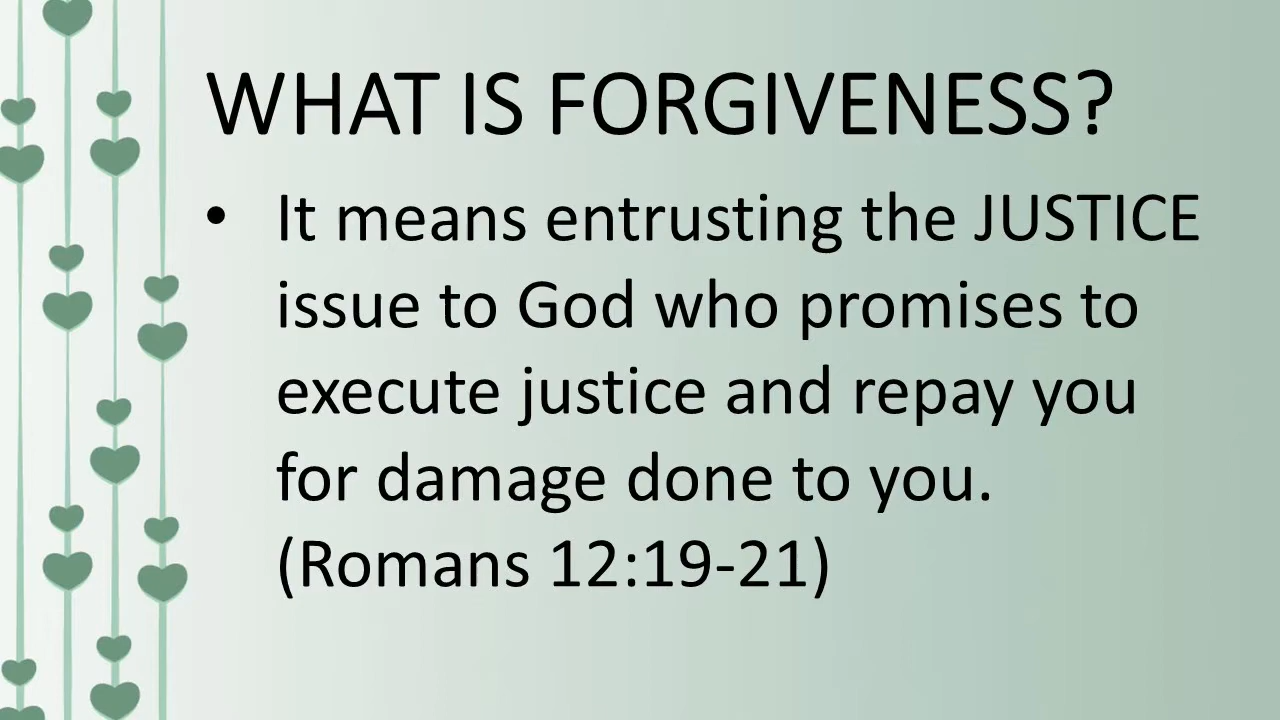 WHAT IS FORGIVENESS?
• It means entrusting the JUSTICE
issue to God who promises to
execute justice and repay you
for damage done to you.
(Romans 12:19-21)